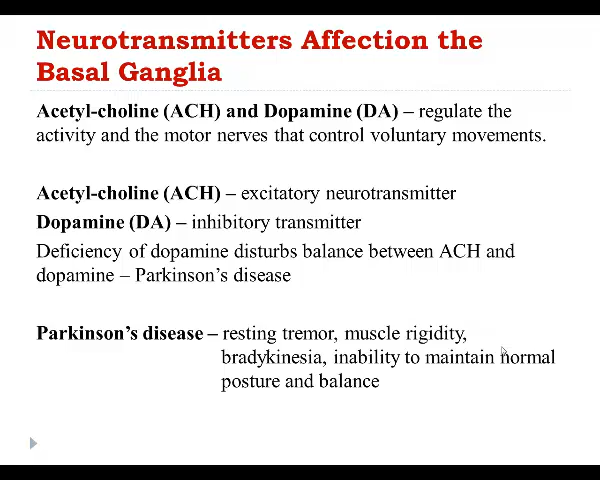 Neurotransmitters Affection the
Basal Ganglia
Acetyl-choline (ACH) and Dopamine (DA) – regulate the
activity and the motor nerves that control voluntary movements.
Acetyl-choline (ACH) – excitatory neurotransmitter
Dopamine (DA) – inhibitory transmitter
Deficiency of dopamine disturbs balance between ACH and
dopamine – Parkinson’s disease
Parkinson’s disease – resting tremor, muscle rigidity,
bradykinesia, inability to maintain normal
posture and balance